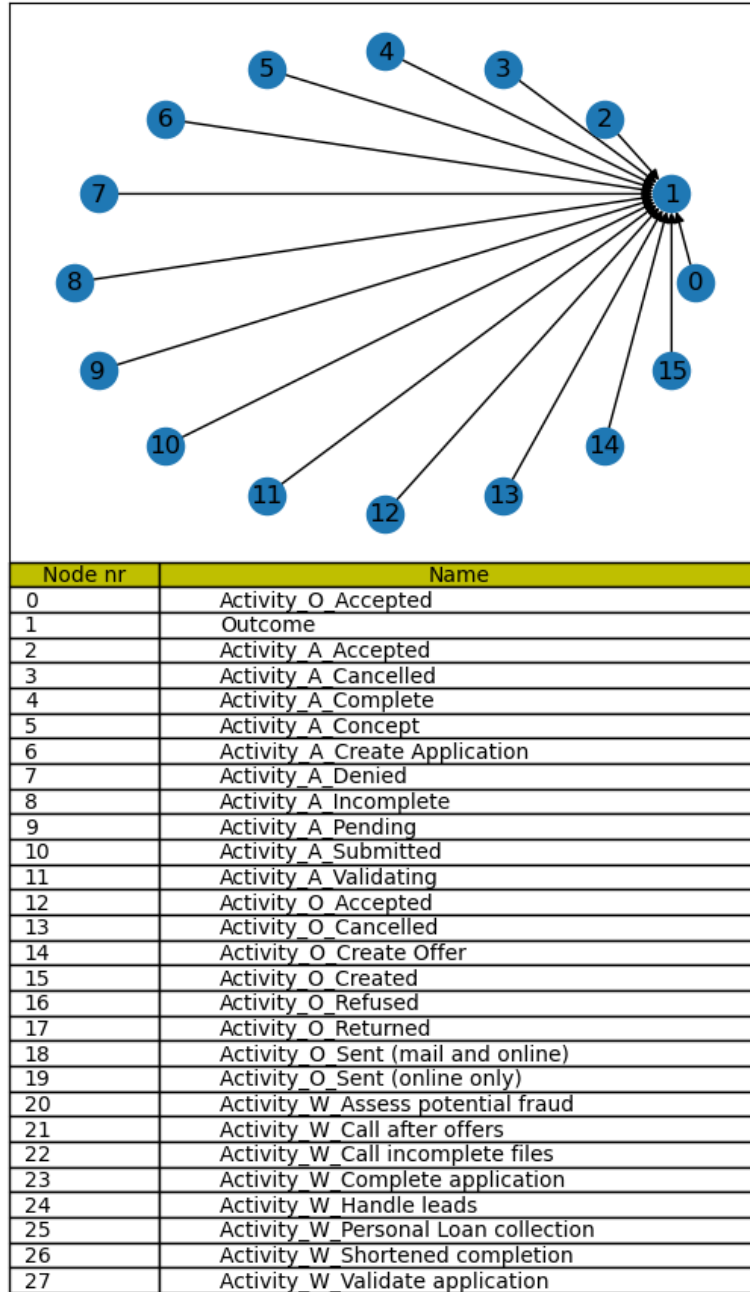 4
5
3
6
2
7
1
8
0
9
15
10
14
11
13
12
Node nr Name
0 Activity_O_Accepted
1 Outcome
2 Activity_A_Accepted
3 Activity_A_Cancelled
4 Activity_A_Complete
5 Activity_A_Concept
6 Activity_A_Create Application
7 Activity_A_Denied
8 Activity_A_Incomplete
9 Activity_A_Pending
10 Activity_A_Submitted
11 Activity_A_Validating
12 Activity_O_Accepted
13 Activity_O_Cancelled
14 Activity_O_Create Offer
15 Activity_O_Created
16 Activity_O_Refused
17 Activity_O_Returned
18 Activity_O_Sent (mail and online)
19 Activity_O_Sent (online only)
20 Activity_W_Assess potential fraud
21 Activity_W_Call after offers
22 Activity_W_Call incomplete files
23 Activity_W_Complete application
24 Activity_W_Handle leads
25 Activity_W_Personal Loan collection
26 Activity_W_Shortened completion
27 Activity_W_Validate application